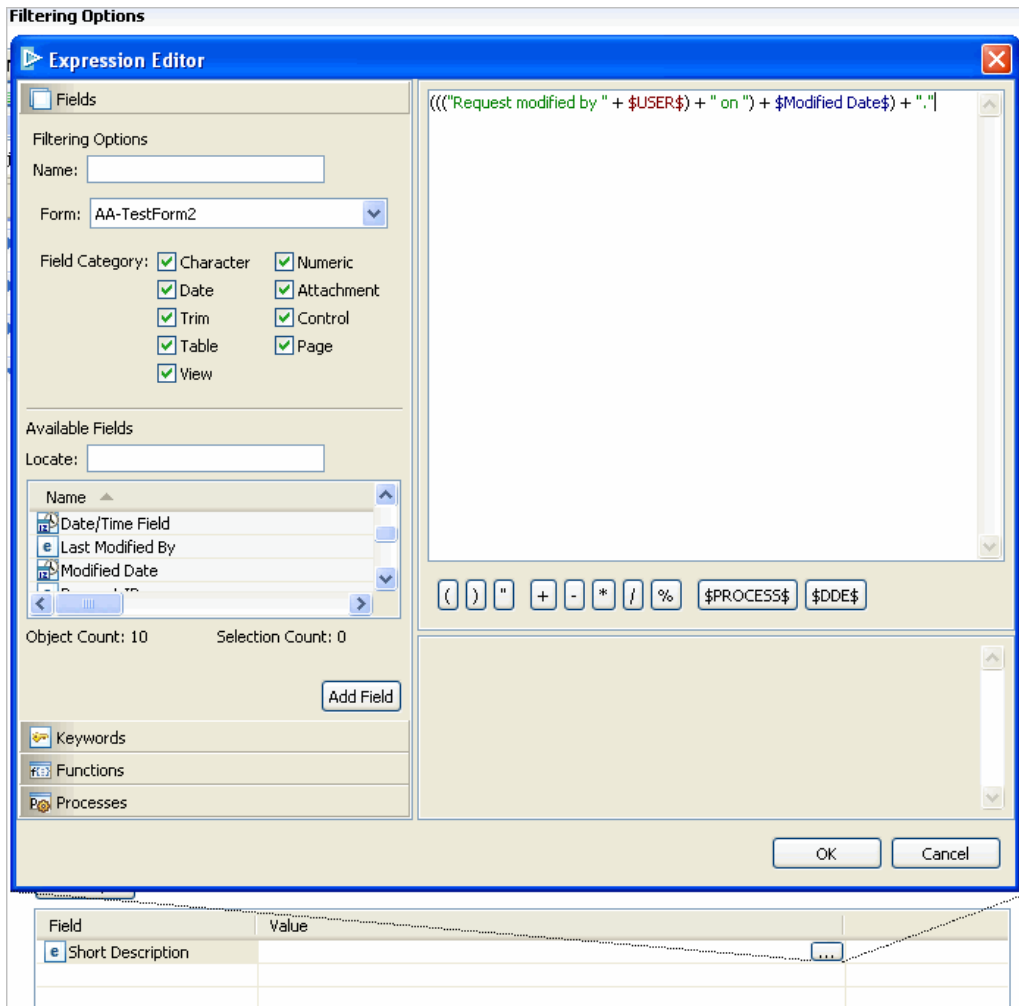 Filtering Options
Expression Editor
Fields
Filtering Options
Name:
Form: AA-TestForm2
Field Category: Character Numeric
Date Attachment
Trim Control
Table Page
View
Available Fields
Locate:
Name
Date/Time Field
Last Modified By
Modified Date
Object Count: 10 Selection Count: 0
Add Field
Keywords
Functions
Processes
((("Request modified by " + $USER$) + " on ") + $Modified Date$) + "."
( ) " + - * / % $PROCESS$ $DDE$
OK Cancel
Field Value
Short Description ...